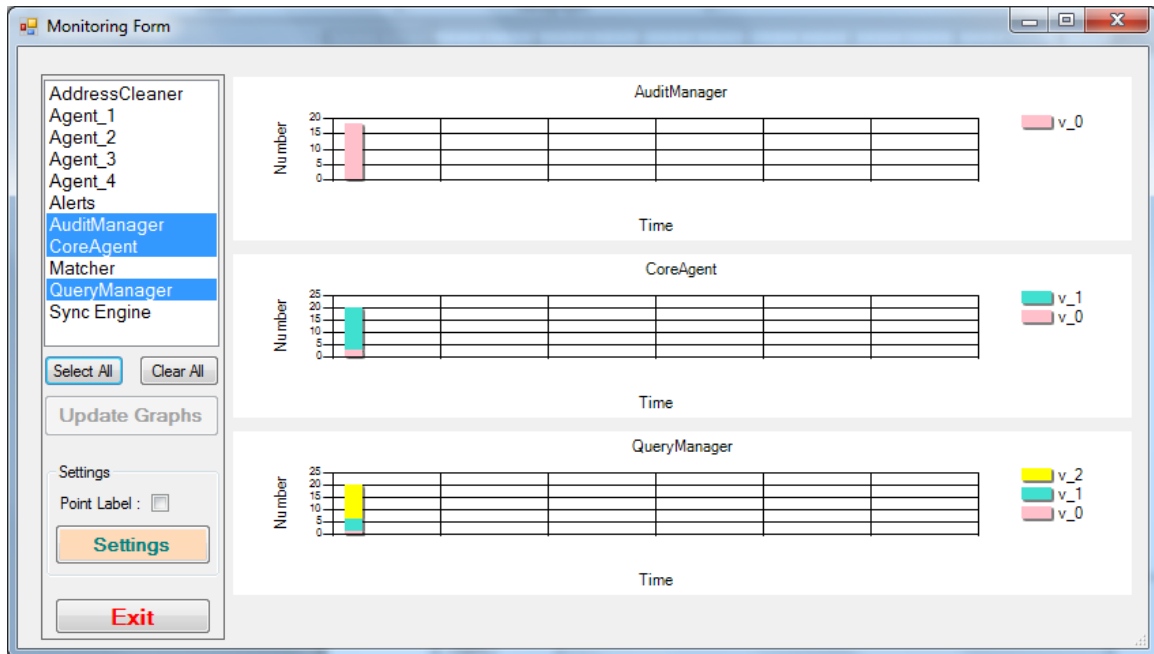 Monitoring Form
AddressCleaner
Agent_1
Agent_2
Agent_3
Agent_4
Alerts
AuditManager
CoreAgent
Matcher
QueryManager
Sync Engine
Select All Clear All
Update Graphs
Settings
Point Label :
Settings
Exit
AuditManager
Number
20
15
10
5
0
Time
v_0
CoreAgent
Number
25
20
15
10
5
0
Time
v_1
v_0
QueryManager
Number
25
20
15
10
5
0
Time
v_2
v_1
v_0